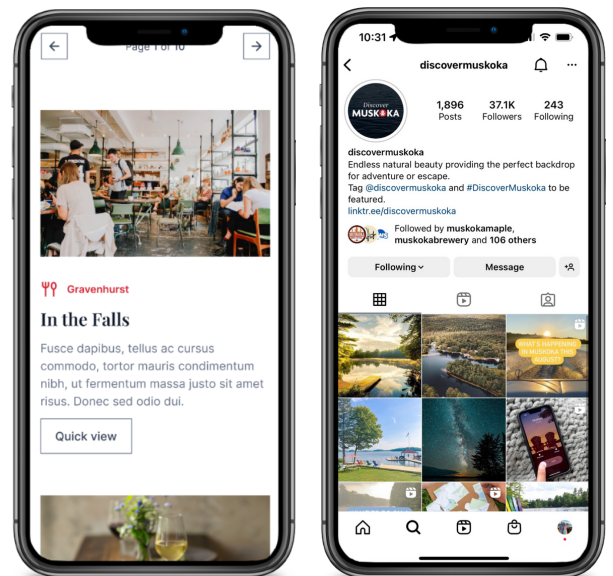 Page 1 of 10
Gravenhurst
In the Falls
Fusce dapibus, tellus ac cursus
commodo, tortor mauris condimentum
nibh, ut fermentum massa justo sit amet
risus. Donec sed odio dui.
Quick view
10:31
discovermuskoka
Discover
MUSKOKA
1,896
Posts
37.1K
Followers
243
Following
discovermuskoka
Endless natural beauty providing the perfect backdrop
for adventure or escape.
Tag @discovermuskoka and #DiscoverMuskoka to be
featured.
linktr.ee/discovermuskoka
Followed by muskokamaple,
muskokabrewery and 106 others
Following
Message
WHAT'S HAPPENING
IN MUSKOKA THIS
AUGUST?